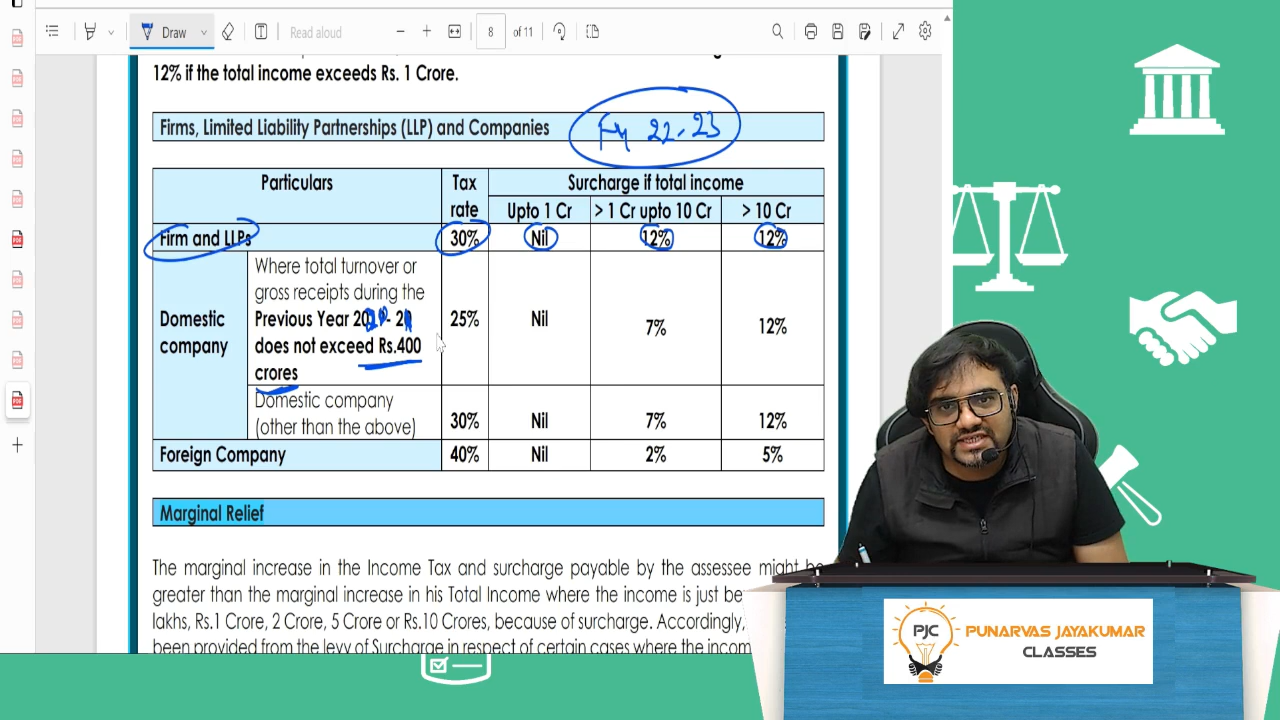 Draw
Read aloud
8
of 11
12% if the total income exceeds Rs. 1 Crore.
Firms, Limited Liability Partnerships (LLP) and Companies
Fy 22-23
Particulars
Tax rate
Surcharge if total income
Upto 1 Cr
> 1 Cr upto 10 Cr
> 10 Cr
Firm and LLPs
30%
Nil
12%
12%
Domestic company
Where total turnover or
gross receipts during the
Previous Year 2020-21
does not exceed Rs.400
crores
25%
Nil
7%
12%
Domestic company
(other than the above)
30%
Nil
7%
12%
Foreign Company
40%
Nil
2%
5%
Marginal Relief
The marginal increase in the Income Tax and surcharge payable by the assessee might be
greater than the marginal increase in his Total Income where the income is just be
lakhs, Rs.1 Crore, 2 Crore, 5 Crore or Rs.10 Crores, because of surcharge. Accordingly,
been provided from the levy of Surcharge in respect of certain cases where the incom
PJC
PUNARVAS JAYAKUMAR
CLASSES